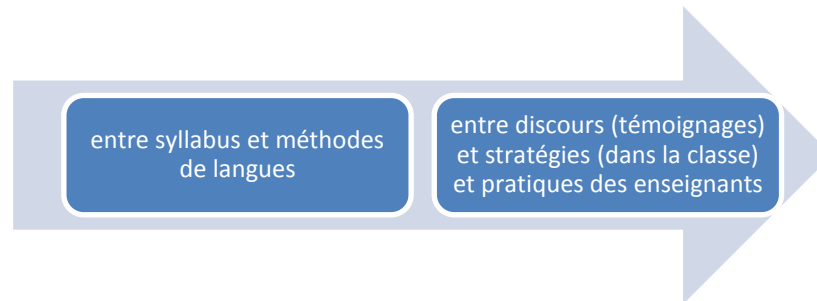 entre syllabus et méthodes
de langues
entre discours (témoignages)
et stratégies (dans la classe)
et pratiques des enseignants